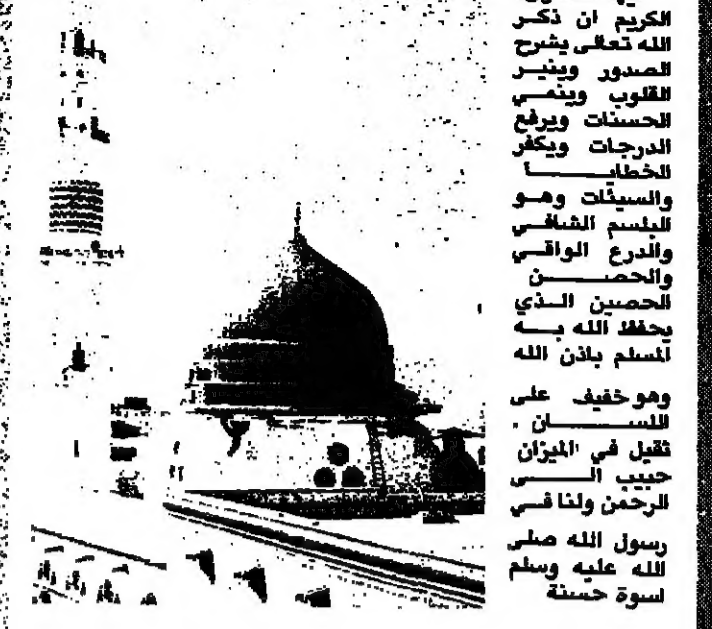 الكريم ان ذكر
الله تعالى يشرح
الصدور وينير
القلوب وينمي
الحسنات ويرفع
الدرجات ويكفر
الخطايا
والسيئات وهو
البلسم الشافي
والدرع الواقي
والحصن
الحصين الذي
يحفظ الله به
المسلم باذن الله
وهو خفيف على
اللسان .
ثقيل في الميزان
حبيب الى
الرحمن ولنا في
رسول الله صلى
الله عليه وسلم
اسوة حسنة